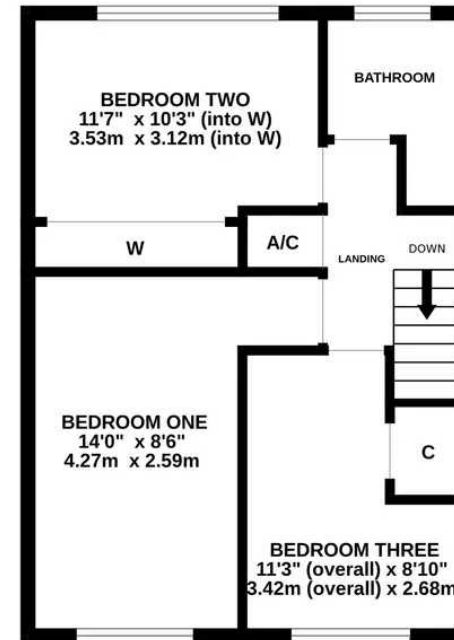 BATHROOM
BEDROOM TWO
11'7" x 10'3" (into W)
3.53m x 3.12m (into W)
W
A/C
LANDING
DOWN
BEDROOM ONE
14'0" x 8'6"
4.27m x 2.59m
C
BEDROOM THREE
11'3" (overall) x 8'10"
3.42m (overall) x 2.68m